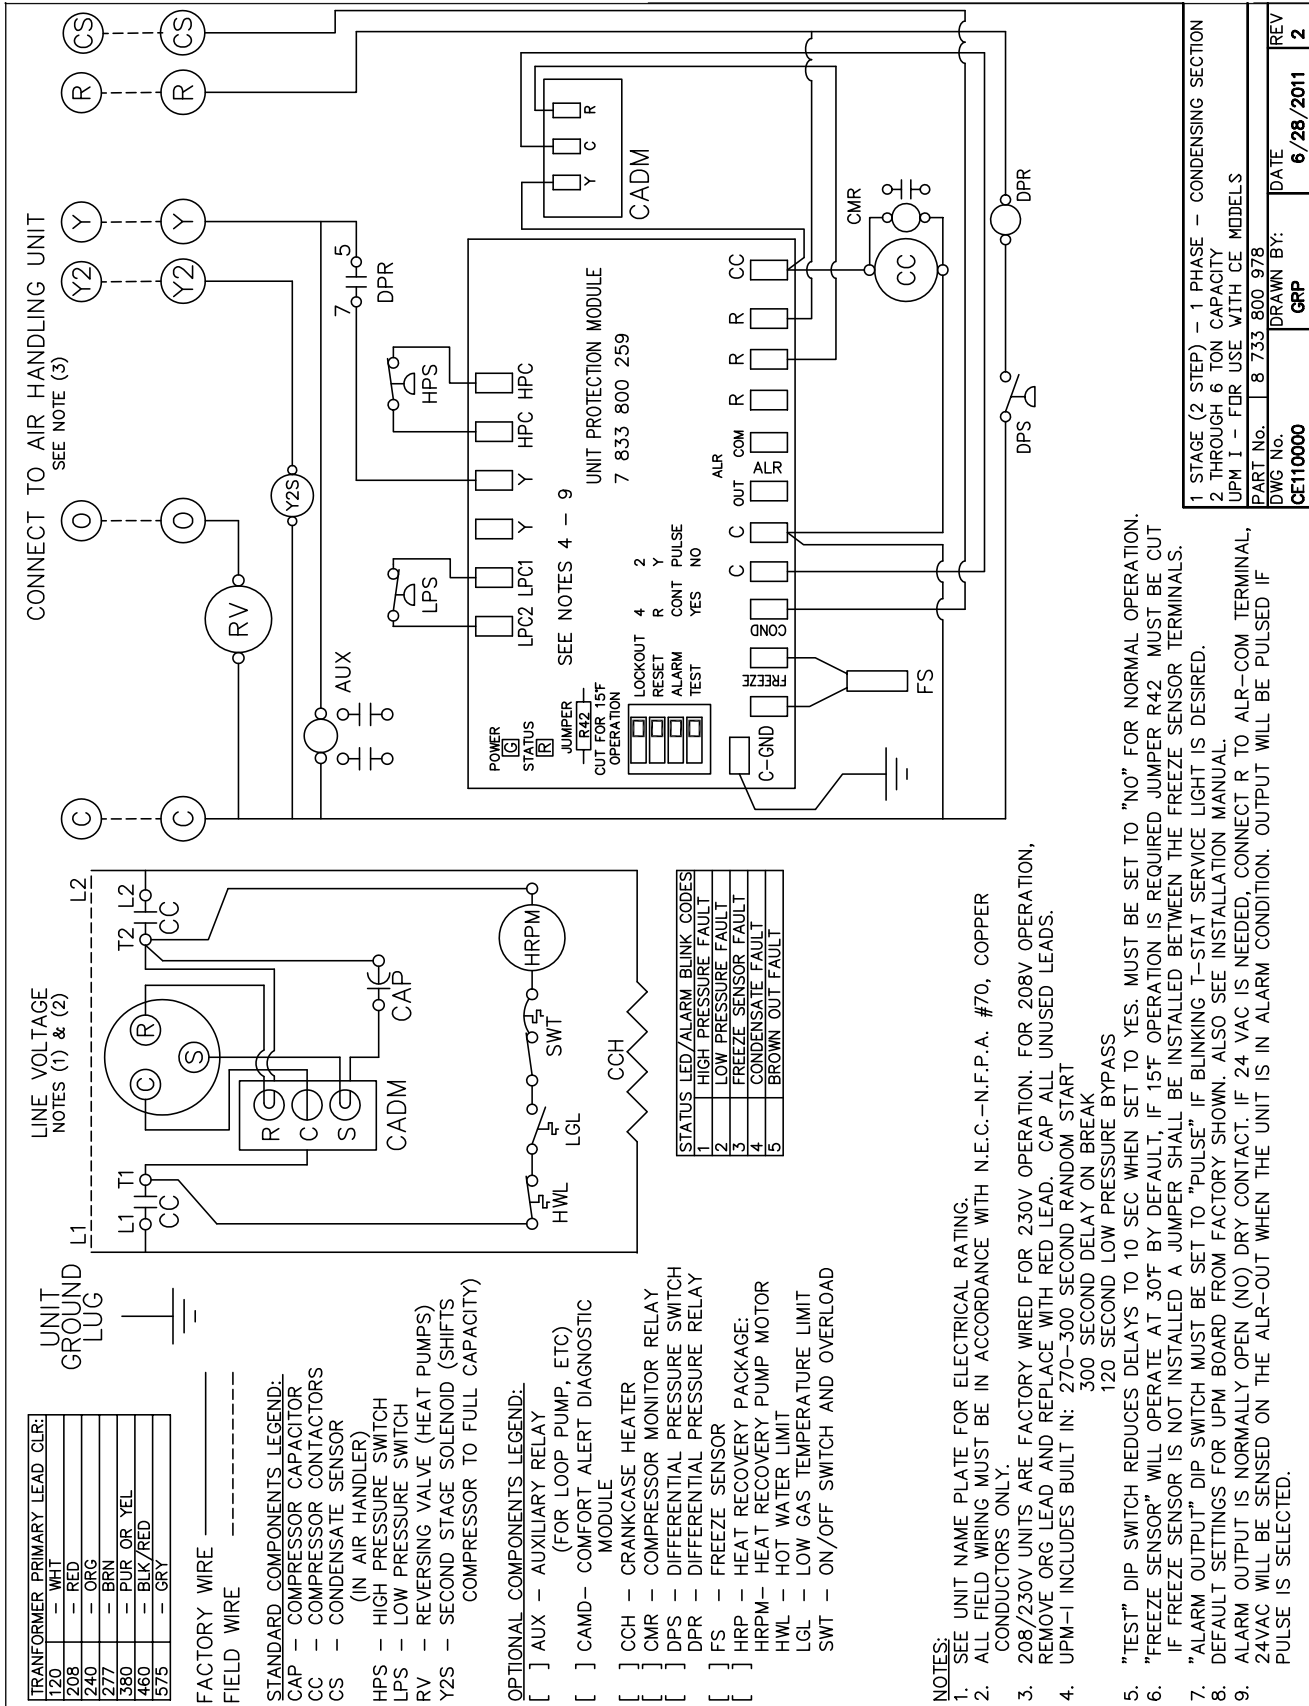 TRANFORMER PRIMARY LEAD CLR:
120 - WHT
208 - RED
240 - ORG
277 - BRN
380 - PUR OR YEL
460 - BLK/RED
575 - GRY
FACTORY WIRE
FIELD WIRE
STANDARD COMPONENTS LEGEND:
CAP - COMPRESSOR CAPACITOR
CC - COMPRESSOR CONTACTORS
CS - CONDENSATE SENSOR
(IN AIR HANDLER)
HPS - HIGH PRESSURE SWITCH
LPS - LOW PRESSURE SWITCH
RV - REVERSING VALVE (HEAT PUMPS)
Y2S - SECOND STAGE SOLENOID (SHIFTS
COMPRESSOR TO FULL CAPACITY)
OPTIONAL COMPONENTS LEGEND:
[ ] AUX - AUXILIARY RELAY
(FOR LOOP PUMP, ETC)
[ ] CAMD- COMFORT ALERT DIAGNOSTIC
MODULE
[ ] CCH - CRANKCASE HEATER
[ ] CMR - COMPRESSOR MONITOR RELAY
[ ] DPS - DIFFERENTIAL PRESSURE SWITCH
DPR - DIFFERENTIAL PRESSURE RELAY
[ ] FS - FREEZE SENSOR
[ ] HRP - HEAT RECOVERY PACKAGE:
HRPM- HEAT RECOVERY PUMP MOTOR
HWL - HOT WATER LIMIT
LGL - LOW GAS TEMPERATURE LIMIT
SWT - ON/OFF SWITCH AND OVERLOAD
UNIT
GROUND
LUG
LINE VOLTAGE
NOTES (1) & (2)
L1
L2
L1
T1
CC
T2
L2
CC
C
R
S
R
C
S
CADM
CAP
HWL
LGL
SWT
HRPM
CCH
STATUS LED/ALARM BLINK CODES
1 HIGH PRESSURE FAULT
2 LOW PRESSURE FAULT
3 FREEZE SENSOR FAULT
4 CONDENSATE FAULT
5 BROWN OUT FAULT
CONNECT TO AIR HANDLING UNIT
SEE NOTE (3)
C
O
Y2
Y
R
CS
C
O
Y2
Y
R
CS
RV
Y2S
AUX
7
5
DPR
LPS
HPS
LPC2
LPC1
Y
Y
HPC
HPC
SEE NOTES 4 - 9
UNIT PROTECTION MODULE
7 833 800 259
POWER
G
STATUS
R
JUMPER
R42
CUT FOR 15°F
OPERATION
LOCKOUT 4 2
RESET R Y
ALARM CONT PULSE
TEST YES NO
C-GND
FREEZE
COND
C
C
OUT
ALR
COM
ALR
R
R
R
CC
FS
Y
C
R
CADM
CMR
CC
DPS
DPR
NOTES:
1. SEE UNIT NAME PLATE FOR ELECTRICAL RATING.
2. ALL FIELD WIRING MUST BE IN ACCORDANCE WITH N.E.C.-N.F.P.A. #70, COPPER
CONDUCTORS ONLY.
3. 208/230V UNITS ARE FACTORY WIRED FOR 230V OPERATION. FOR 208V OPERATION,
REMOVE ORG LEAD AND REPLACE WITH RED LEAD. CAP ALL UNUSED LEADS.
4. UPM-I INCLUDES BUILT IN: 270-300 SECOND RANDOM START
300 SECOND DELAY ON BREAK
120 SECOND LOW PRESSURE BYPASS
5. "TEST" DIP SWITCH REDUCES DELAYS TO 10 SEC WHEN SET TO YES. MUST BE SET TO "NO" FOR NORMAL OPERATION.
6. "FREEZE SENSOR" WILL OPERATE AT 30°F BY DEFAULT, IF 15°F OPERATION IS REQUIRED JUMPER R42 MUST BE CUT
IF FREEZE SENSOR IS NOT INSTALLED A JUMPER SHALL BE INSTALLED BETWEEN THE FREEZE SENSOR TERMINALS.
7. "ALARM OUTPUT" DIP SWITCH MUST BE SET TO "PULSE" IF BLINKING T-STAT SERVICE LIGHT IS DESIRED.
8. DEFAUL SETTINGS FOR UPM BOARD FROM FACTORY SHOWN. ALSO SEE INSTALLATION MANUAL.
9. ALARM OUTPUT IS NORMALLY OPEN (NO) DRY CONTACT. IF 24 VAC IS NEEDED, CONNECT R TO ALR-COM TERMINAL,
24VAC WILL BE SENSED ON THE ALR-OUT WHEN THE UNIT IS IN ALARM CONDITION. OUTPUT WILL BE PULSED IF
PULSE IS SELECTED.
1 STAGE (2 STEP) - 1 PHASE - CONDENSING SECTION
2 THROUGH 6 TON CAPACITY
UPM I - FOR USE WITH CE MODELS
PART No. 8 733 800 978
DWG No.
CE110000
DRAWN BY:
GRP
DATE
6/28/2011
REV
2